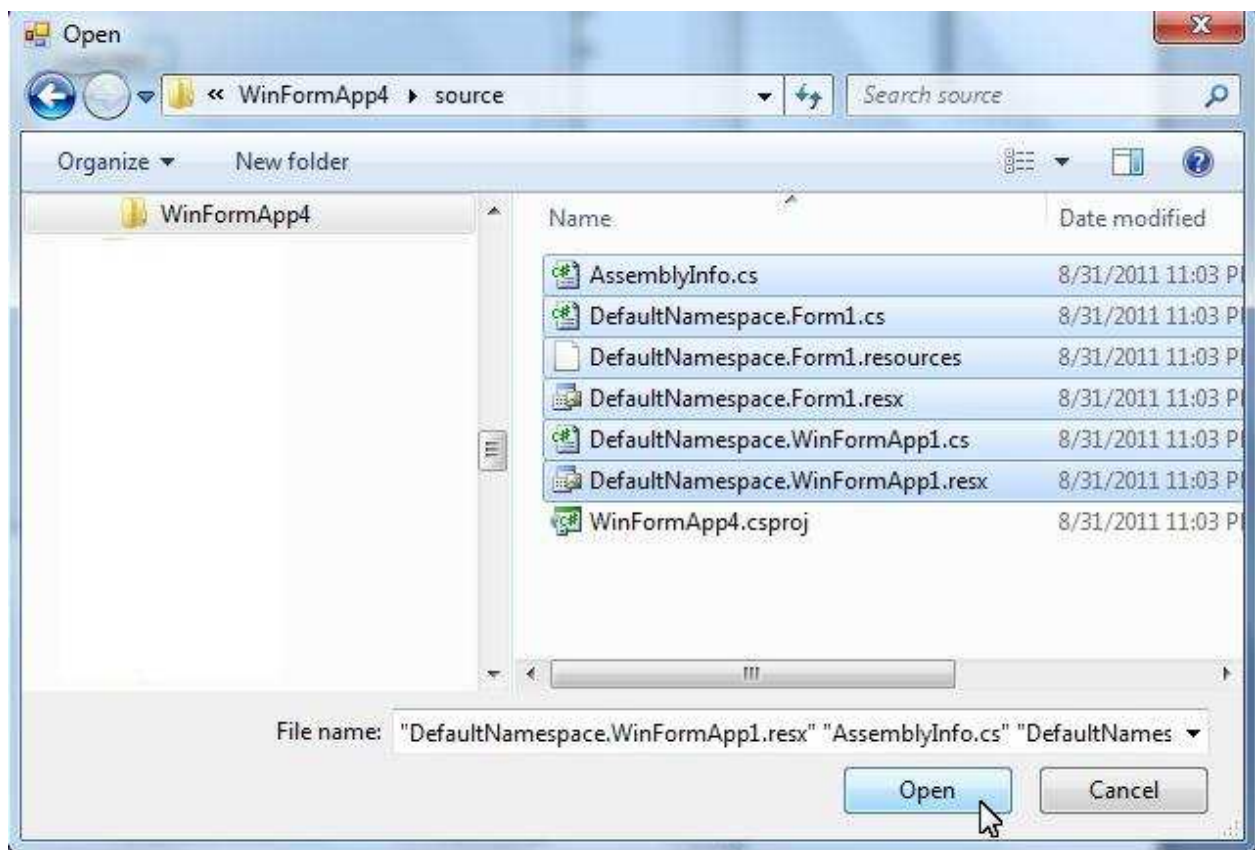 Open
« WinFormApp4 ▸ source Search source
Organize New folder
WinFormApp4 Name Date modified
AssemblyInfo.cs 8/31/2011 11:03 P
DefaultNamespace.Form1.cs 8/31/2011 11:03 P
DefaultNamespace.Form1.resources 8/31/2011 11:03 P
DefaultNamespace.Form1.resx 8/31/2011 11:03 P
DefaultNamespace.WinFormApp1.cs 8/31/2011 11:03 P
DefaultNamespace.WinFormApp1.resx 8/31/2011 11:03 P
WinFormApp4.csproj 8/31/2011 11:03 P
File name: "DefaultNamespace.WinFormApp1.resx" "AssemblyInfo.cs" "DefaultNames
Open Cancel